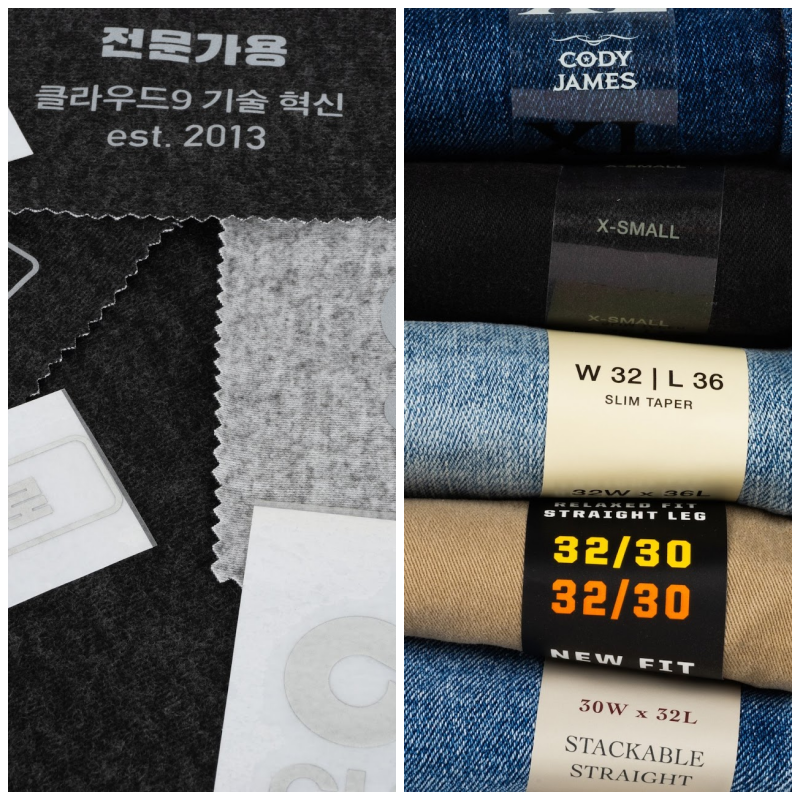 전문가용
클라우드9 기술 혁신
est. 2013
CODY
JAMES
XL
X-SMALL
X-SMALL
X-SMALL
W 32 | L 36
SLIM TAPER
32W x 36L
RELAXED FIT
STRAIGHT LEG
32/30
32/30
NEW FIT
30W x 32L
STACKABLE
STRAIGHT